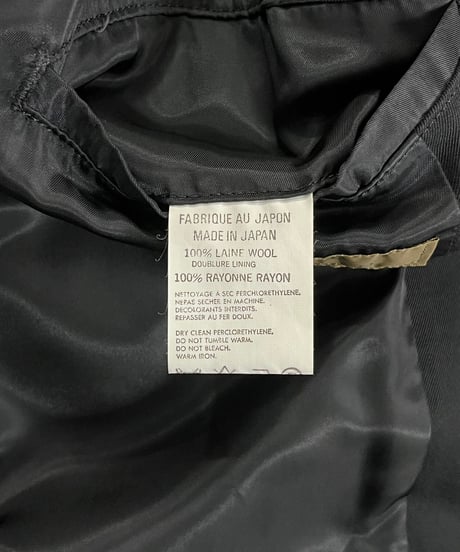 FABRIQUE AU JAPON
MADE IN JAPAN
100% LAINE WOOL
DOUBLURE LINING
100% RAYONNE RAYON
NETTOYAGE A SEC PERCHLORETHYLENE.
NEPAS SECHER EN MACHINE.
DECOLORANTS INTERDITS.
REPASSER AU FER DOUX.
DRY CLEAN PERCLORETHYLENE.
DO NOT TUMBLE WARM.
DO NOT BLEACH.
WARM IRON.